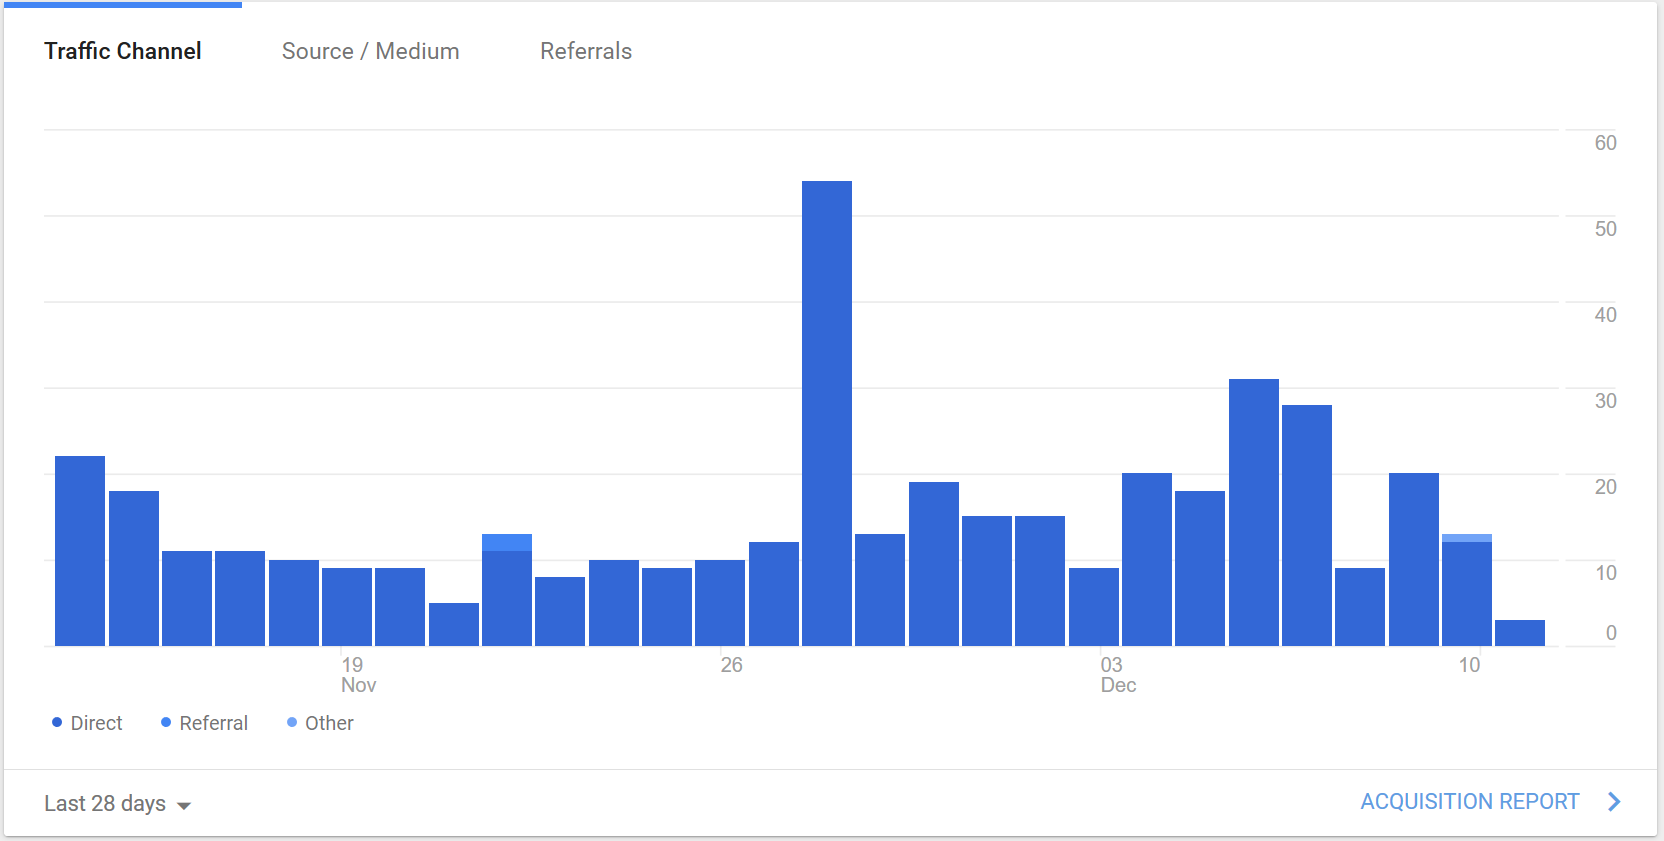 Traffic Channel Source / Medium Referrals
60
50
40
30
20
10
0
19 26 03 10
Nov Dec
Direct Referral Other
Last 28 days ACQUISITION REPORT